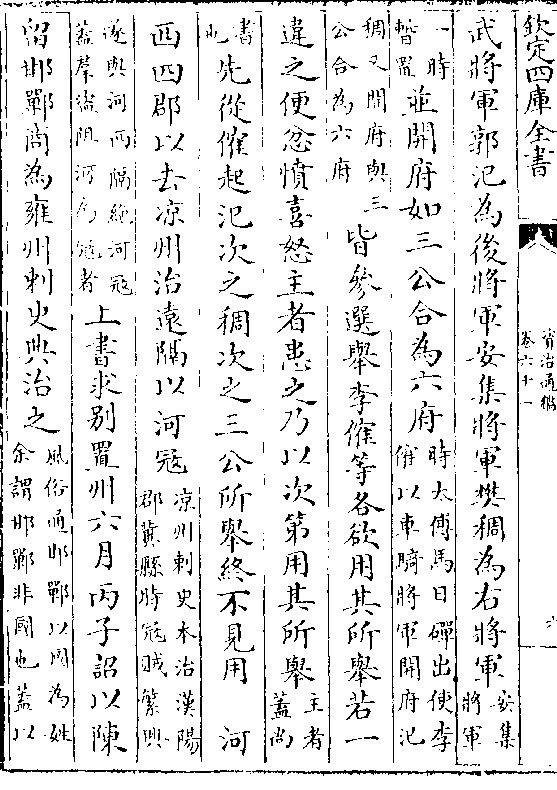 欽定四庫全書
資治通鑑
卷六十一
六
武將軍郭汜為後將軍安集將軍樊稠為右將軍安集將軍
一時暫置並開府如三公合為六府時太傅馬日磾出使李傕以車騎將軍開府汜
稠又開府與三公合為六府皆參選舉李傕等各欲用其所舉若一
違之便忿憤喜怒主者患之乃以次第用其所舉主者蓋尚
書也先從傕起汜次之稠次之三公所舉終不見用 河
西四郡以去涼州治遠隔以河寇涼州刺史本治漢陽郡冀縣時寇賊繁興
遂與河西隔絶河寇蓋羣盜阻河為寇者上書求別置州六月丙子詔以陳
留邯鄲商為雍州刺史典治之風俗通邯鄲以國為姓余謂邯鄲非國也蓋以